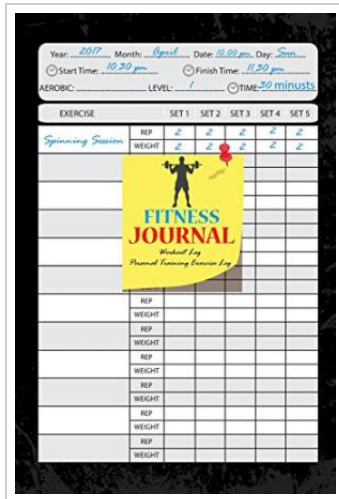 Year: 2017 Month: April Date: 10.00 pm Day: Sun
Start Time: 10.30 pm Finish Time: 11.30 pm
AEROBIC: LEVEL: 1 TIME: 30 minusts
EXERCISE SET 1 SET 2 SET 3 SET 4 SET 5
Spinning Session REP 2 2 2 2 2
WEIGHT 2 2 2 2 2
FITNESS
JOURNAL
Workout Log
Personal Training Exercise Log
WEIGHT
REP
WEIGHT
REP
WEIGHT
REP
WEIGHT
REP
WEIGHT
REP
WEIGHT
REP
WEIGHT